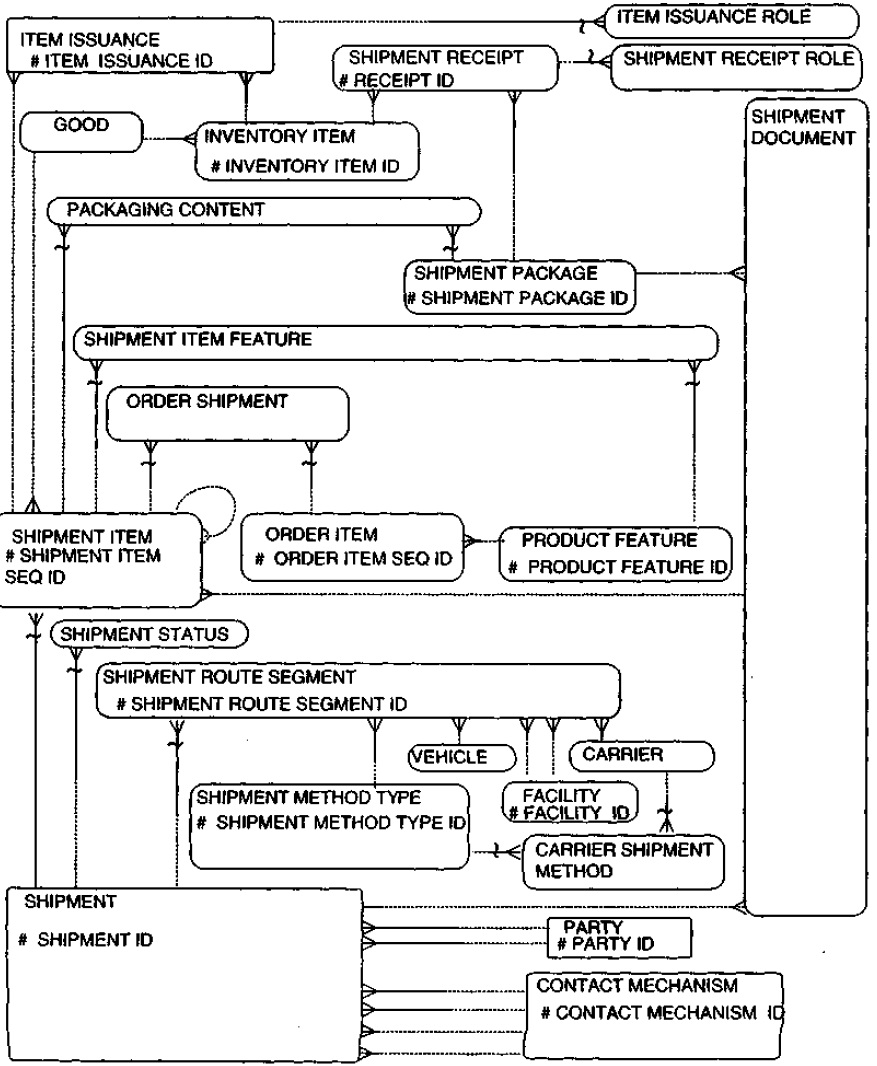 ITEM ISSUANCE ROLE
ITEM ISSUANCE
# ITEM ISSUANCE ID
SHIPMENT RECEIPT
# RECEIPT ID
SHIPMENT RECEIPT ROLE
SHIPMENT
DOCUMENT
GOOD
INVENTORY ITEM
# INVENTORY ITEM ID
PACKAGING CONTENT
SHIPMENT PACKAGE
# SHIPMENT PACKAGE ID
SHIPMENT ITEM FEATURE
ORDER SHIPMENT
SHIPMENT ITEM
# SHIPMENT ITEM
SEQ ID
ORDER ITEM
# ORDER ITEM SEQ ID
PRODUCT FEATURE
# PRODUCT FEATURE ID
SHIPMENT STATUS
SHIPMENT ROUTE SEGMENT
# SHIPMENT ROUTE SEGMENT ID
VEHICLE
CARRIER
SHIPMENT METHOD TYPE
# SHIPMENT METHOD TYPE ID
FACILITY
# FACILITY ID
CARRIER SHIPMENT
METHOD
SHIPMENT
# SHIPMENT ID
PARTY
# PARTY ID
CONTACT MECHANISM
# CONTACT MECHANISM ID